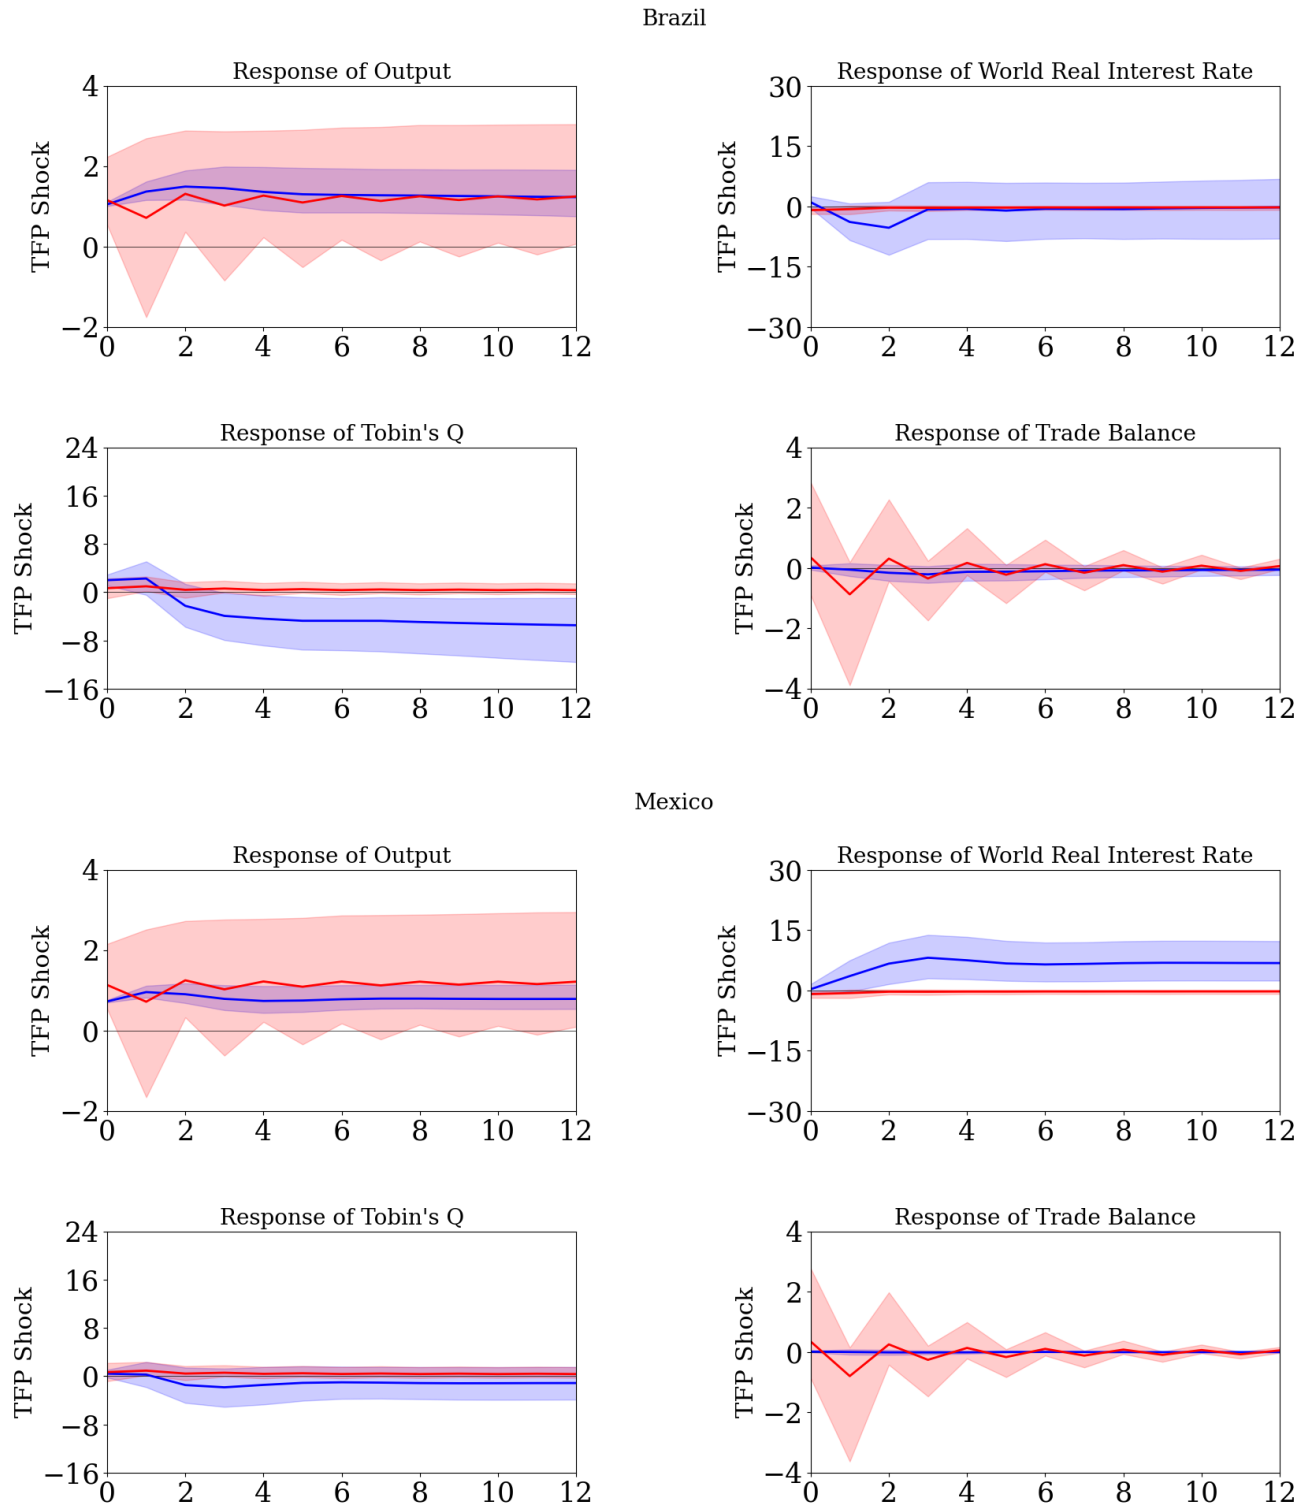 Brazil
Response of Output
4
2
0
−2
TFP Shock
0 2 4 6 8 10 12
Response of World Real Interest Rate
30
15
0
−15
−30
TFP Shock
0 2 4 6 8 10 12
Response of Tobin's Q
24
16
8
0
−8
−16
TFP Shock
0 2 4 6 8 10 12
Response of Trade Balance
4
2
0
−2
−4
TFP Shock
0 2 4 6 8 10 12
Mexico
Response of Output
4
2
0
−2
TFP Shock
0 2 4 6 8 10 12
Response of World Real Interest Rate
30
15
0
−15
−30
TFP Shock
0 2 4 6 8 10 12
Response of Tobin's Q
24
16
8
0
−8
−16
TFP Shock
0 2 4 6 8 10 12
Response of Trade Balance
4
2
0
−2
−4
TFP Shock
0 2 4 6 8 10 12